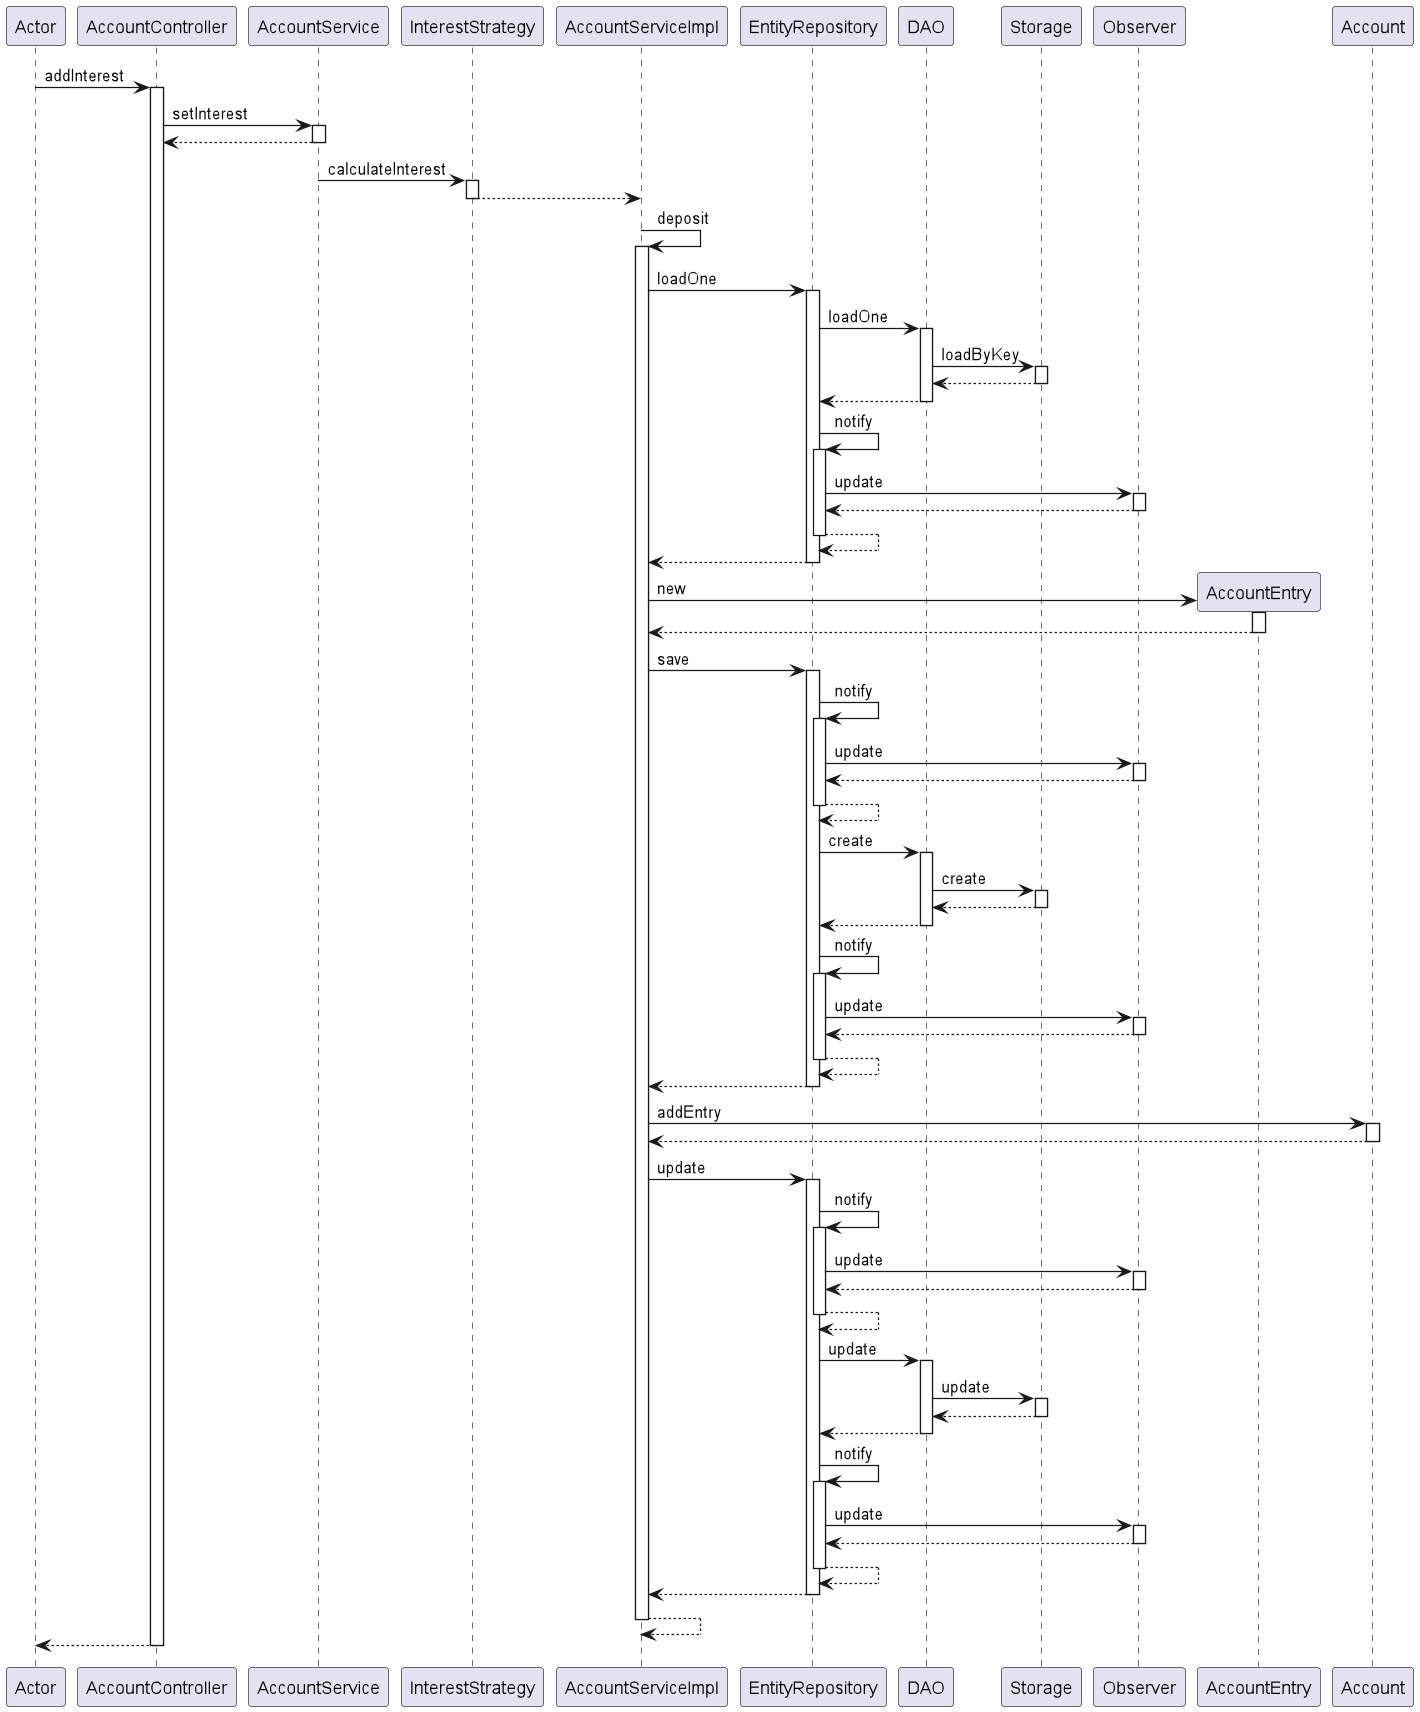 Actor AccountController AccountService InterestStrategy AccountServiceImpl EntityRepository DAO Storage Observer Account
addInterest
setInterest
calculateInterest
deposit
loadOne
loadOne
loadByKey
notify
update
new
AccountEntry
save
notify
update
create
create
notify
update
addEntry
update
notify
update
update
update
notify
update
Actor AccountController AccountService InterestStrategy AccountServiceImpl EntityRepository DAO Storage Observer AccountEntry Account